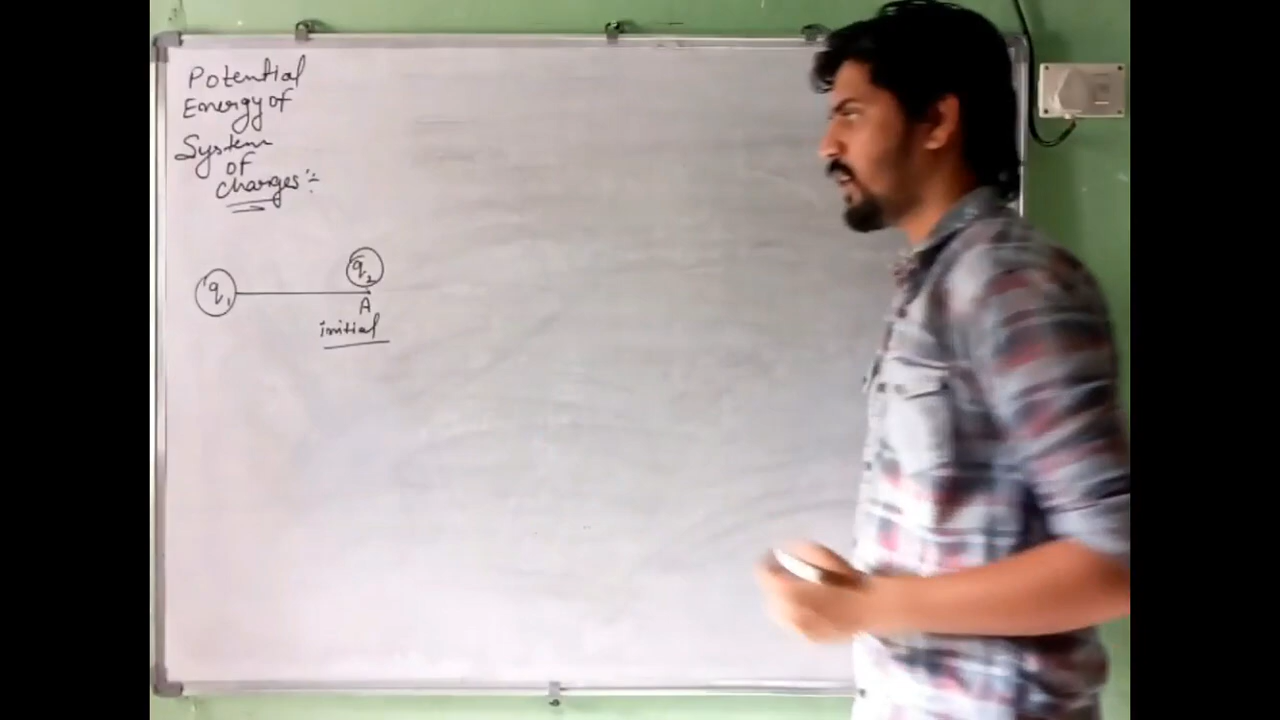 Potential
Energy of
System
of
charges :-
q₁
q₂
A
initial